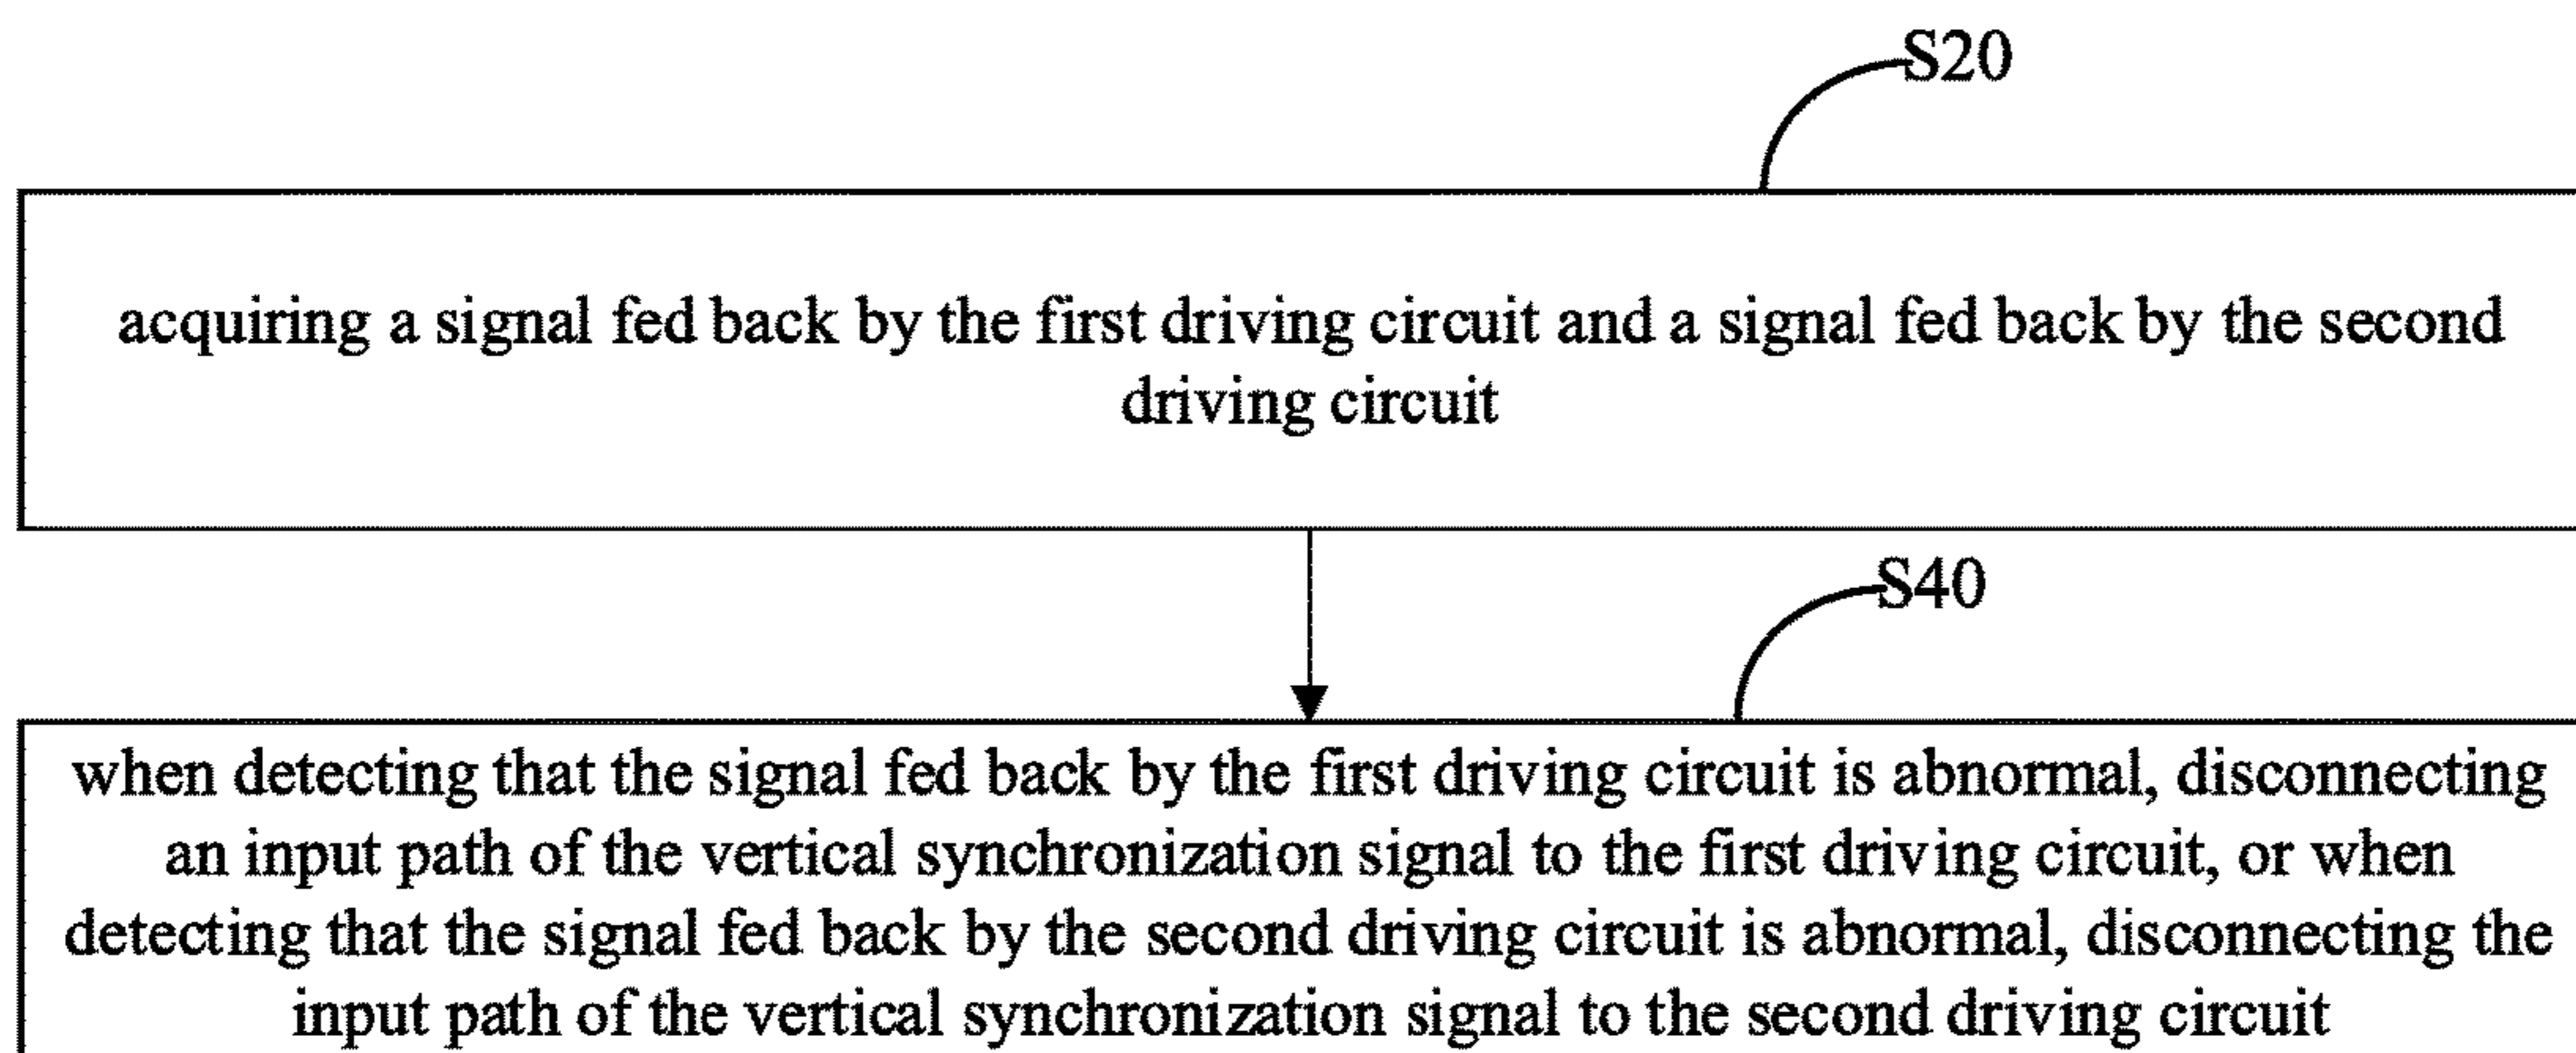 S20
acquiring a signal fed back by the first driving circuit and a signal fed back by the second
driving circuit
S40
when detecting that the signal fed back by the first driving circuit is abnormal, disconnecting
an input path of the vertical synchronization signal to the first driving circuit, or when
detecting that the signal fed back by the second driving circuit is abnormal, disconnecting the
input path of the vertical synchronization signal to the second driving circuit